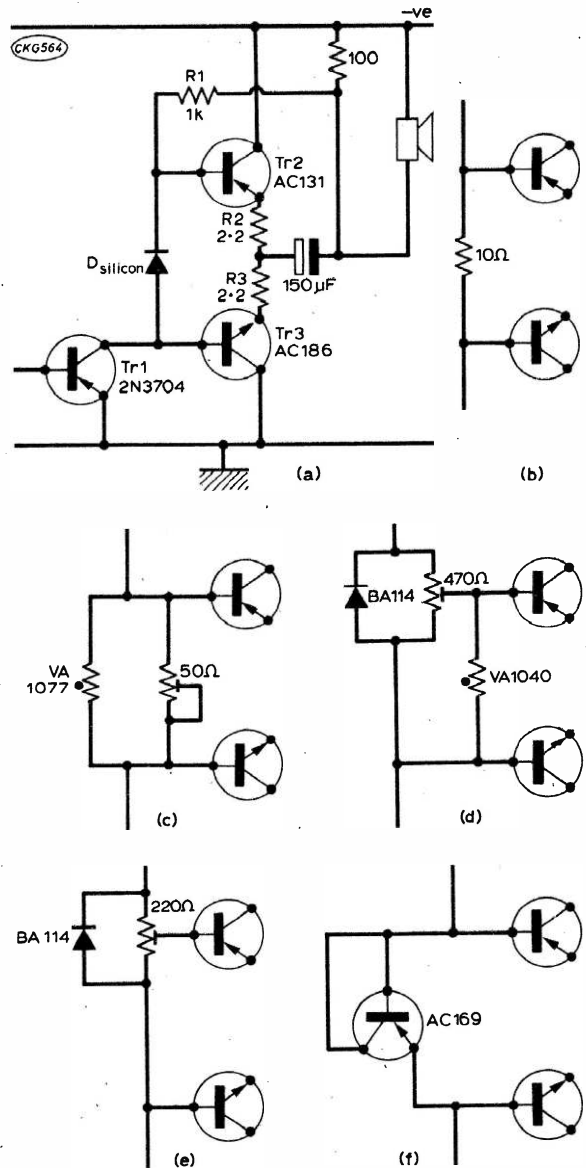 CKG564
−ve
100
R1
1k
Tr2
AC131
R2
2·2
Dsilicon
150µF
R3
2·2
Tr3
AC186
Tr1
2N3704
(a)
10Ω
(b)
VA
1077
50Ω
(c)
BA114
470Ω
VA1040
(d)
BA 114
220Ω
(e)
AC169
(f)